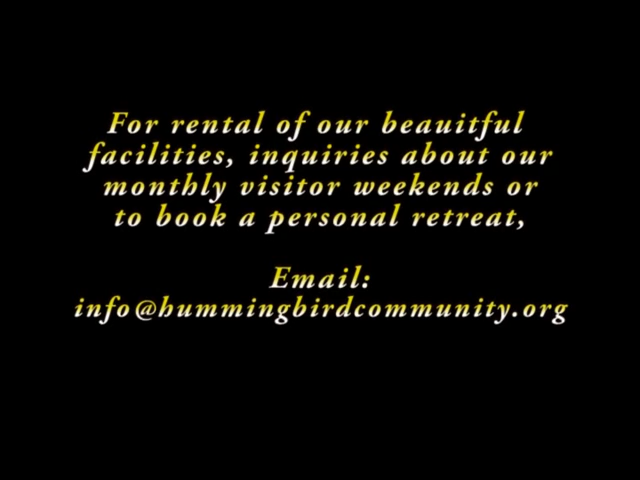 For rental of our beauitful
facilities, inquiries about our
monthly visitor weekends or
to book a personal retreat,
Email:
info@hummingbirdcommunity.org